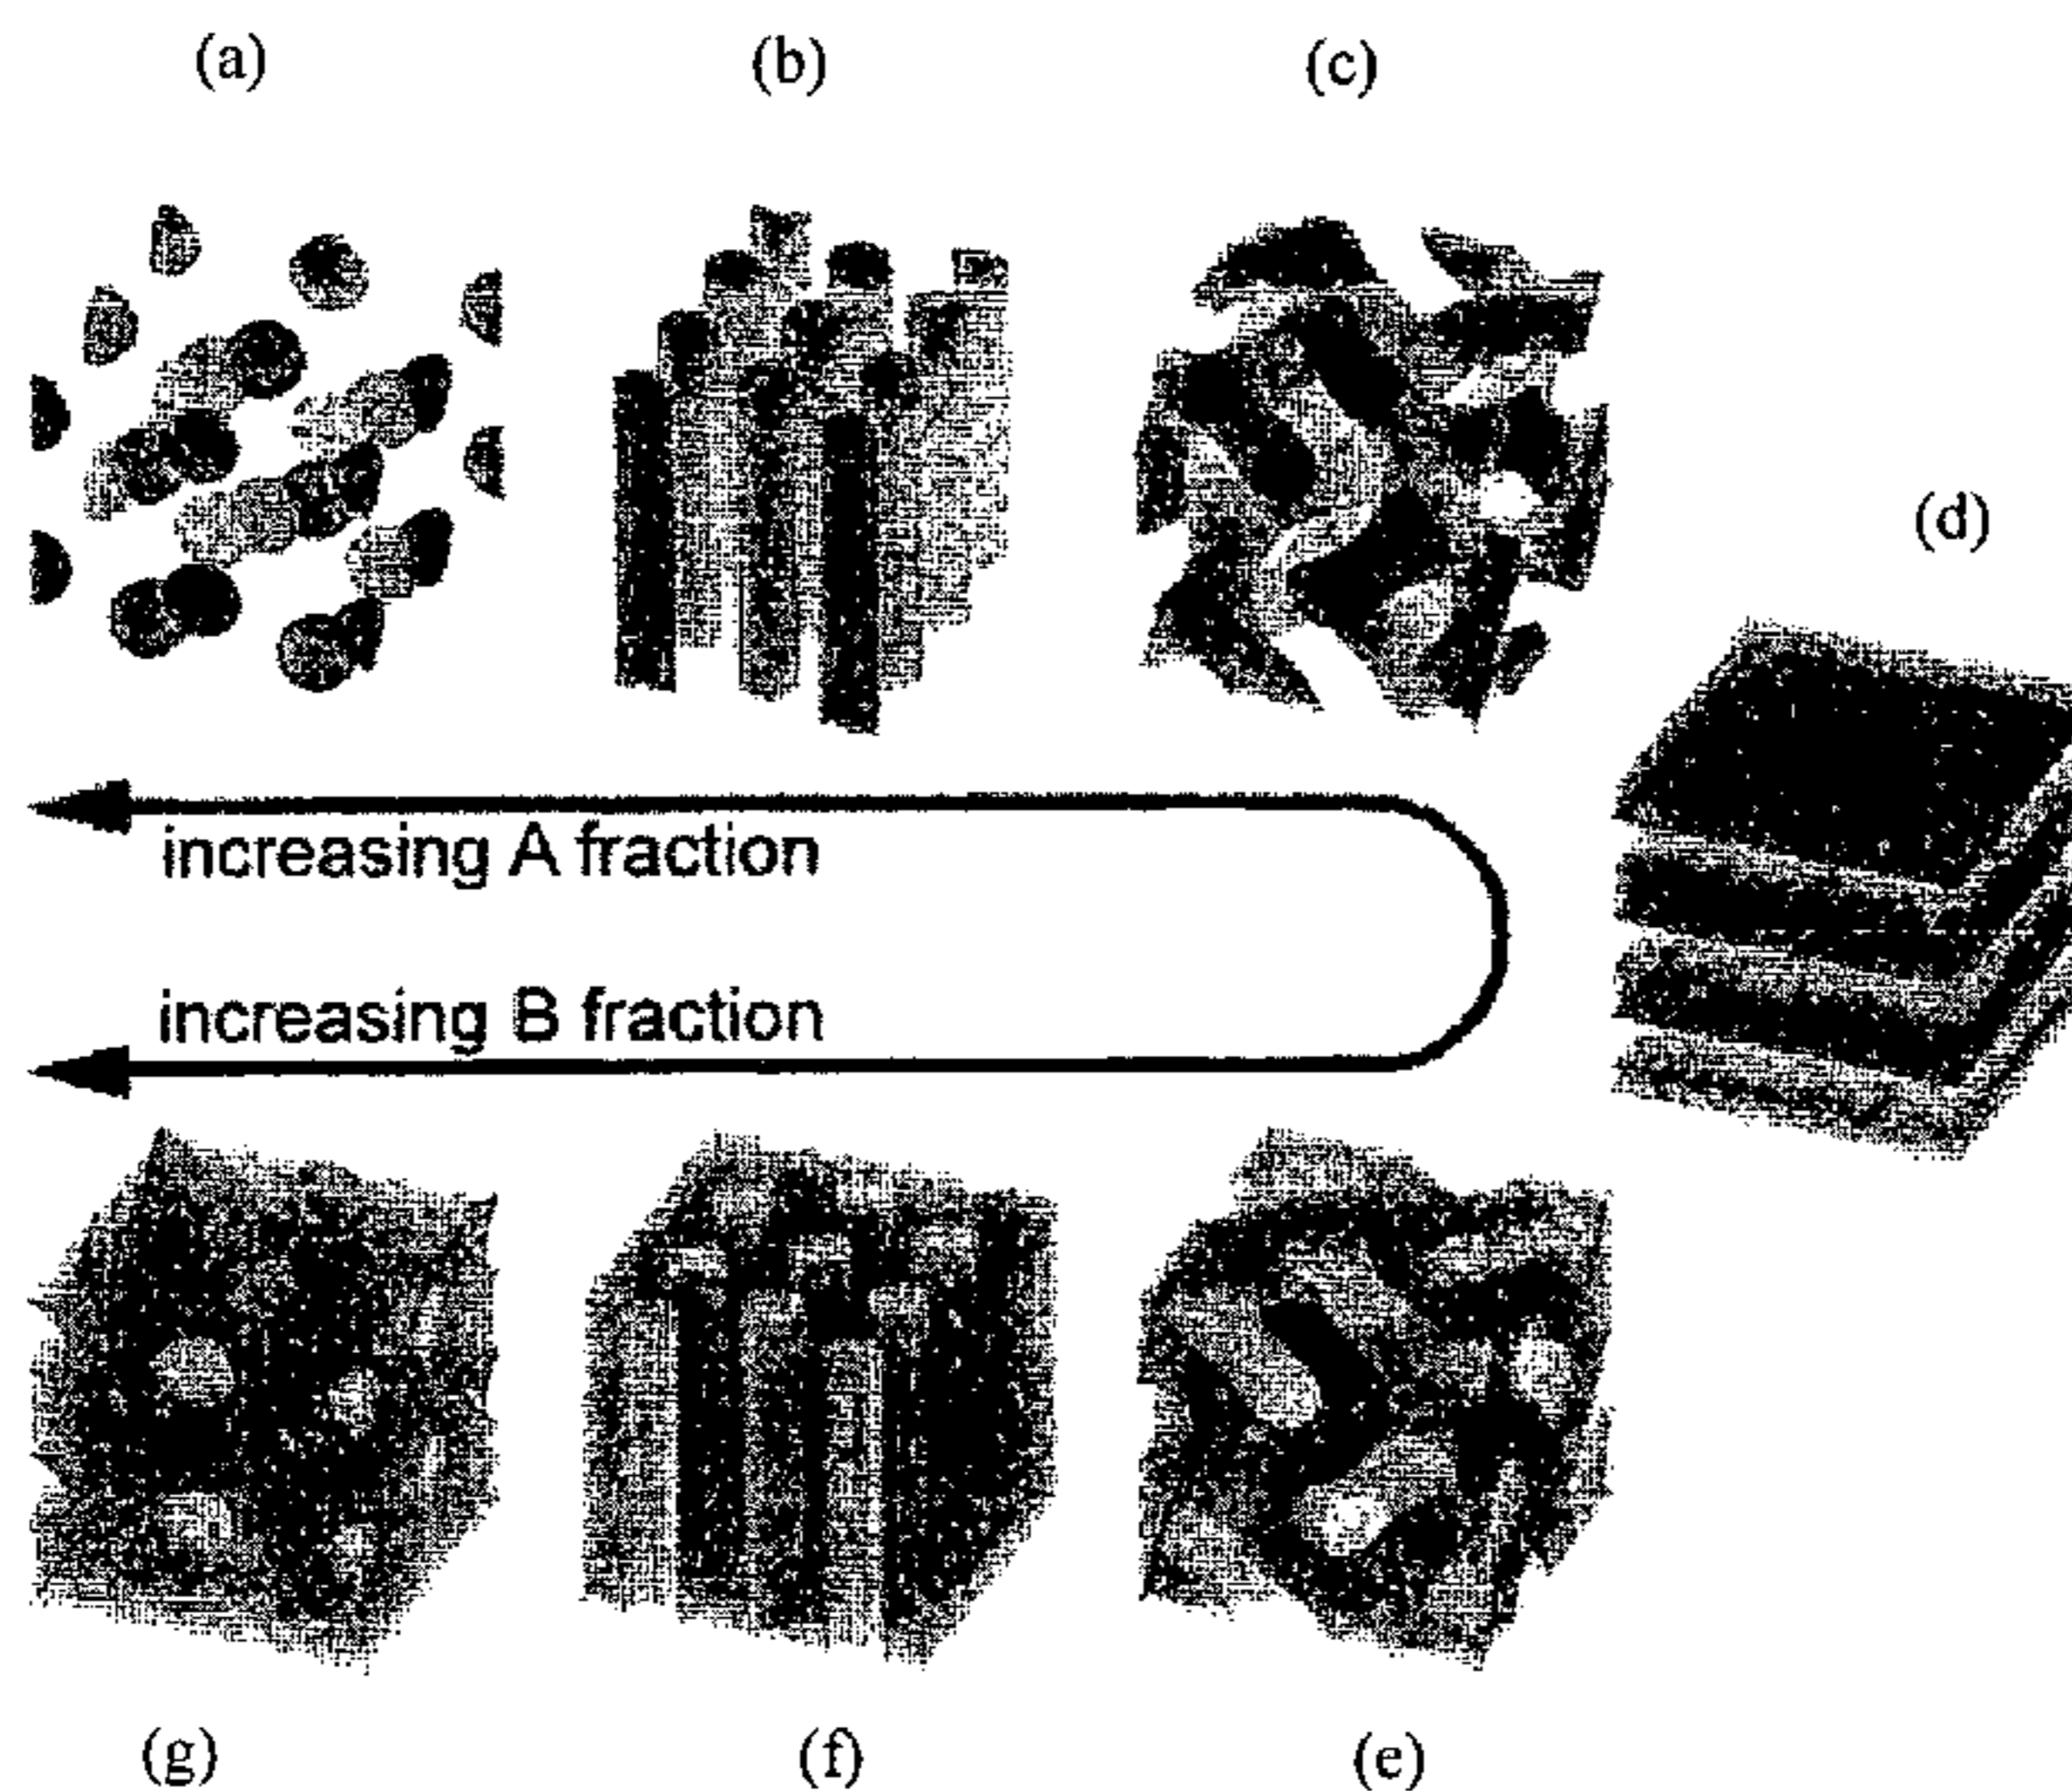 (a)
(b)
(c)
(d)
increasing A fraction
increasing B fraction
(g)
(f)
(e)